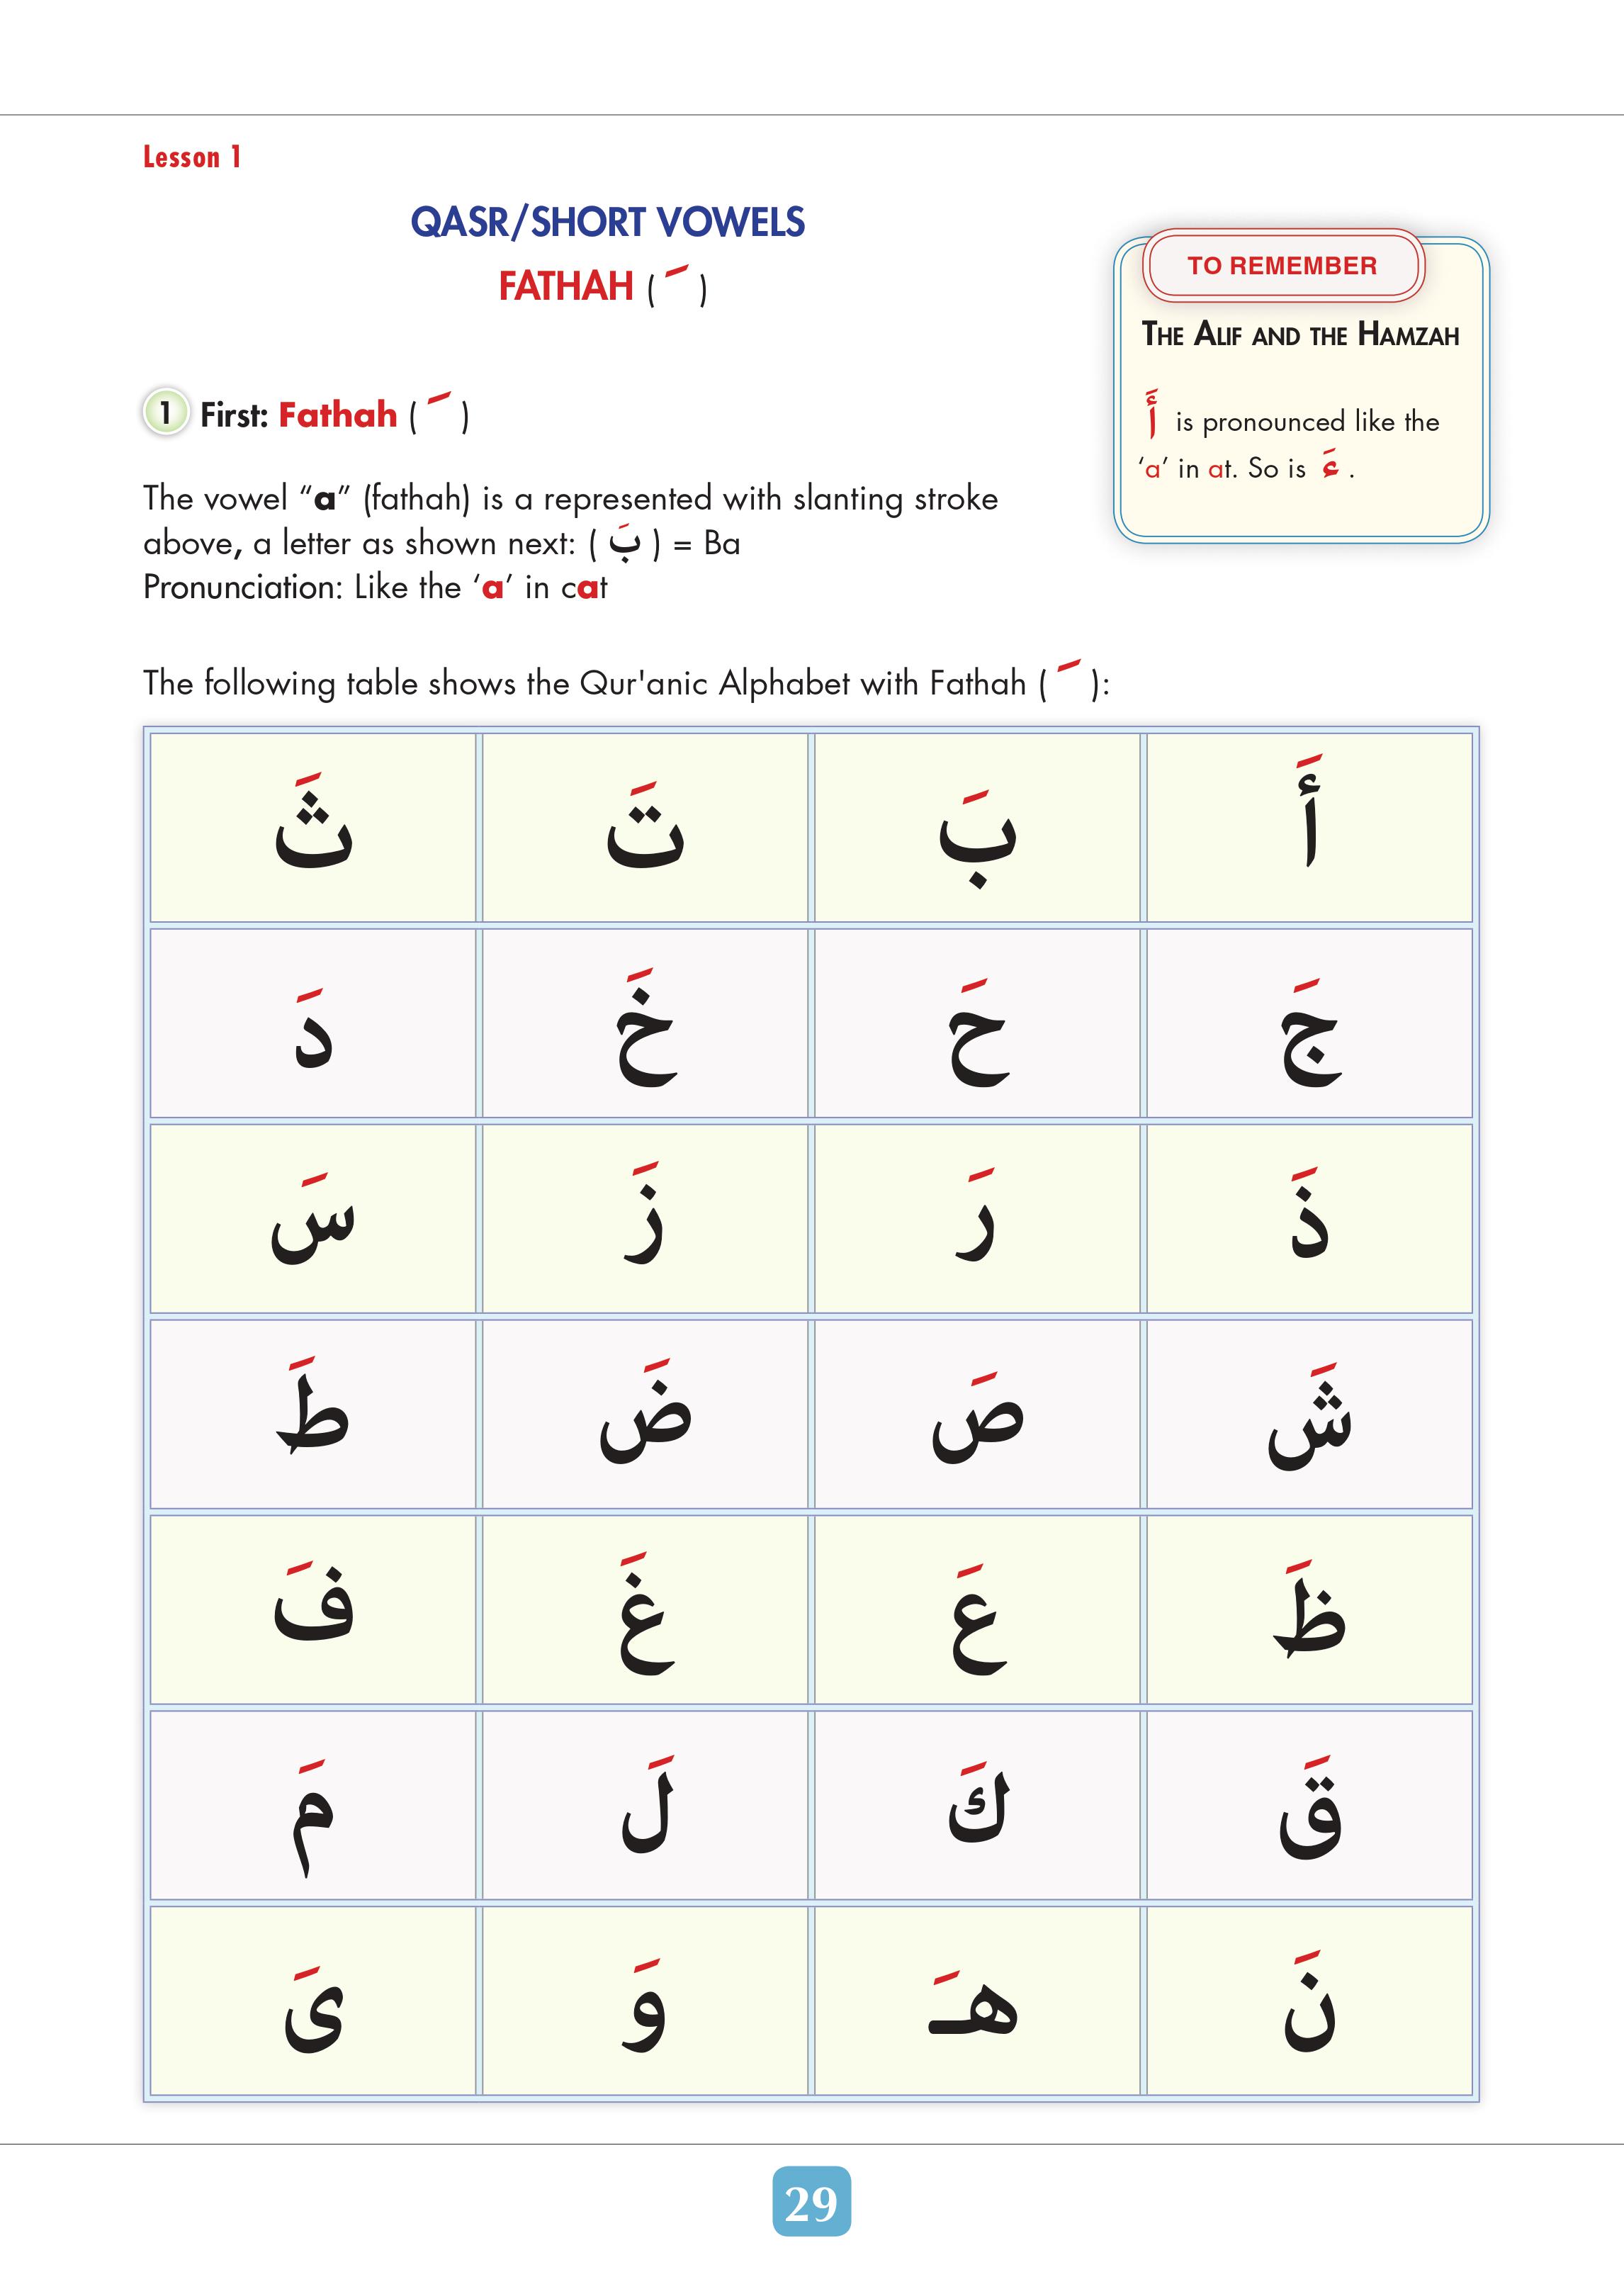 Lesson 1
QASR/SHORT VOWELS
FATHAH ( ـَ )
TO REMEMBER
THE ALIF AND THE HAMZAH
أَ is pronounced like the
‘a’ in at. So is ءَ .
1 First: Fathah ( ـَ )
The vowel “a” (fathah) is a represented with slanting stroke
above, a letter as shown next: ( بَ ) = Ba
Pronunciation: Like the ‘a’ in cat
The following table shows the Qur'anic Alphabet with Fathah ( ـَ ):
أَ بَ تَ ثَ
جَ حَ خَ دَ
ذَ رَ زَ سَ
شَ صَ ضَ طَ
ظَ عَ غَ فَ
قَ كَ لَ مَ
نَ هـَ وَ ىَ
29